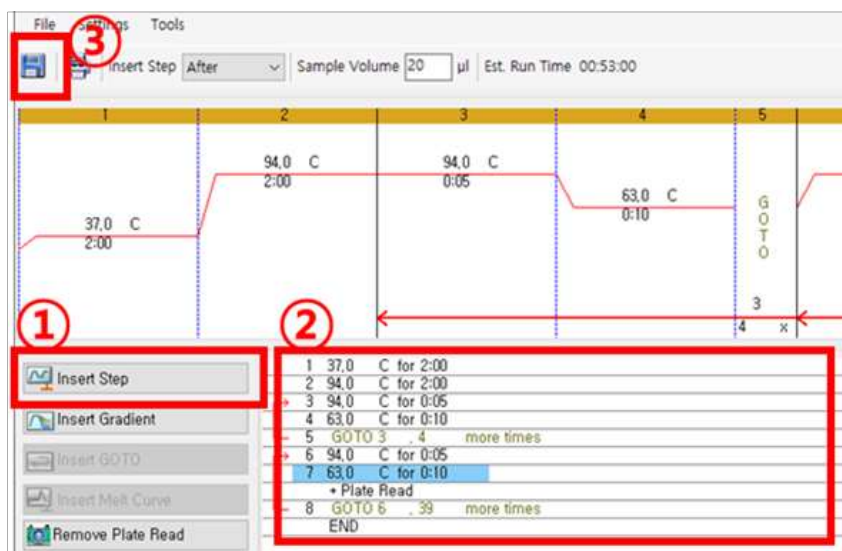 File Settings Tools
③
Insert Step After Sample Volume 20 µl Est. Run Time 00:53:00
1 2 3 4 5
94,0 C 94,0 C
2:00 0:05
63,0 C
0:10
37,0 C
2:00
GOTO
3
4 x
① ②
Insert Step
Insert Gradient
Insert GOTO
Insert Melt Curve
Remove Plate Read
1 37,0 C for 2:00
2 94,0 C for 2:00
3 94,0 C for 0:05
4 63,0 C for 0:10
5 GOTO 3 , 4 more times
6 94,0 C for 0:05
7 63,0 C for 0:10
+ Plate Read
8 GOTO 6 , 39 more times
END